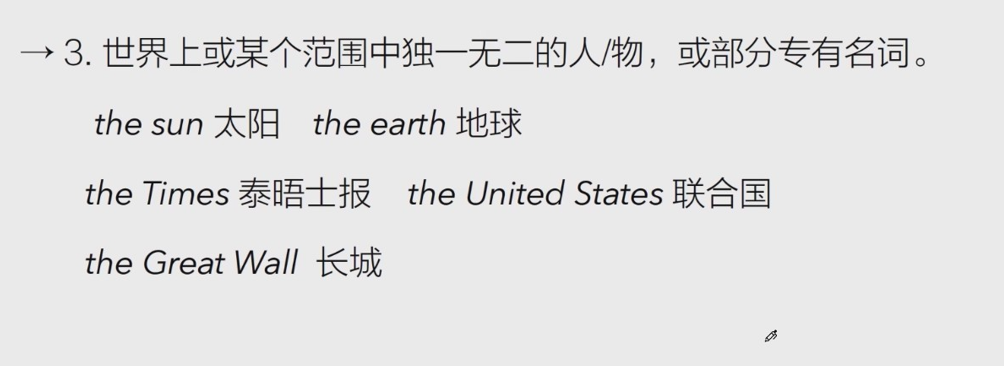 → 3. 世界上或某个范围中独一无二的人/物，或部分专有名词。
the sun 太阳 the earth 地球
the Times 泰晤士报 the United States 联合国
the Great Wall 长城